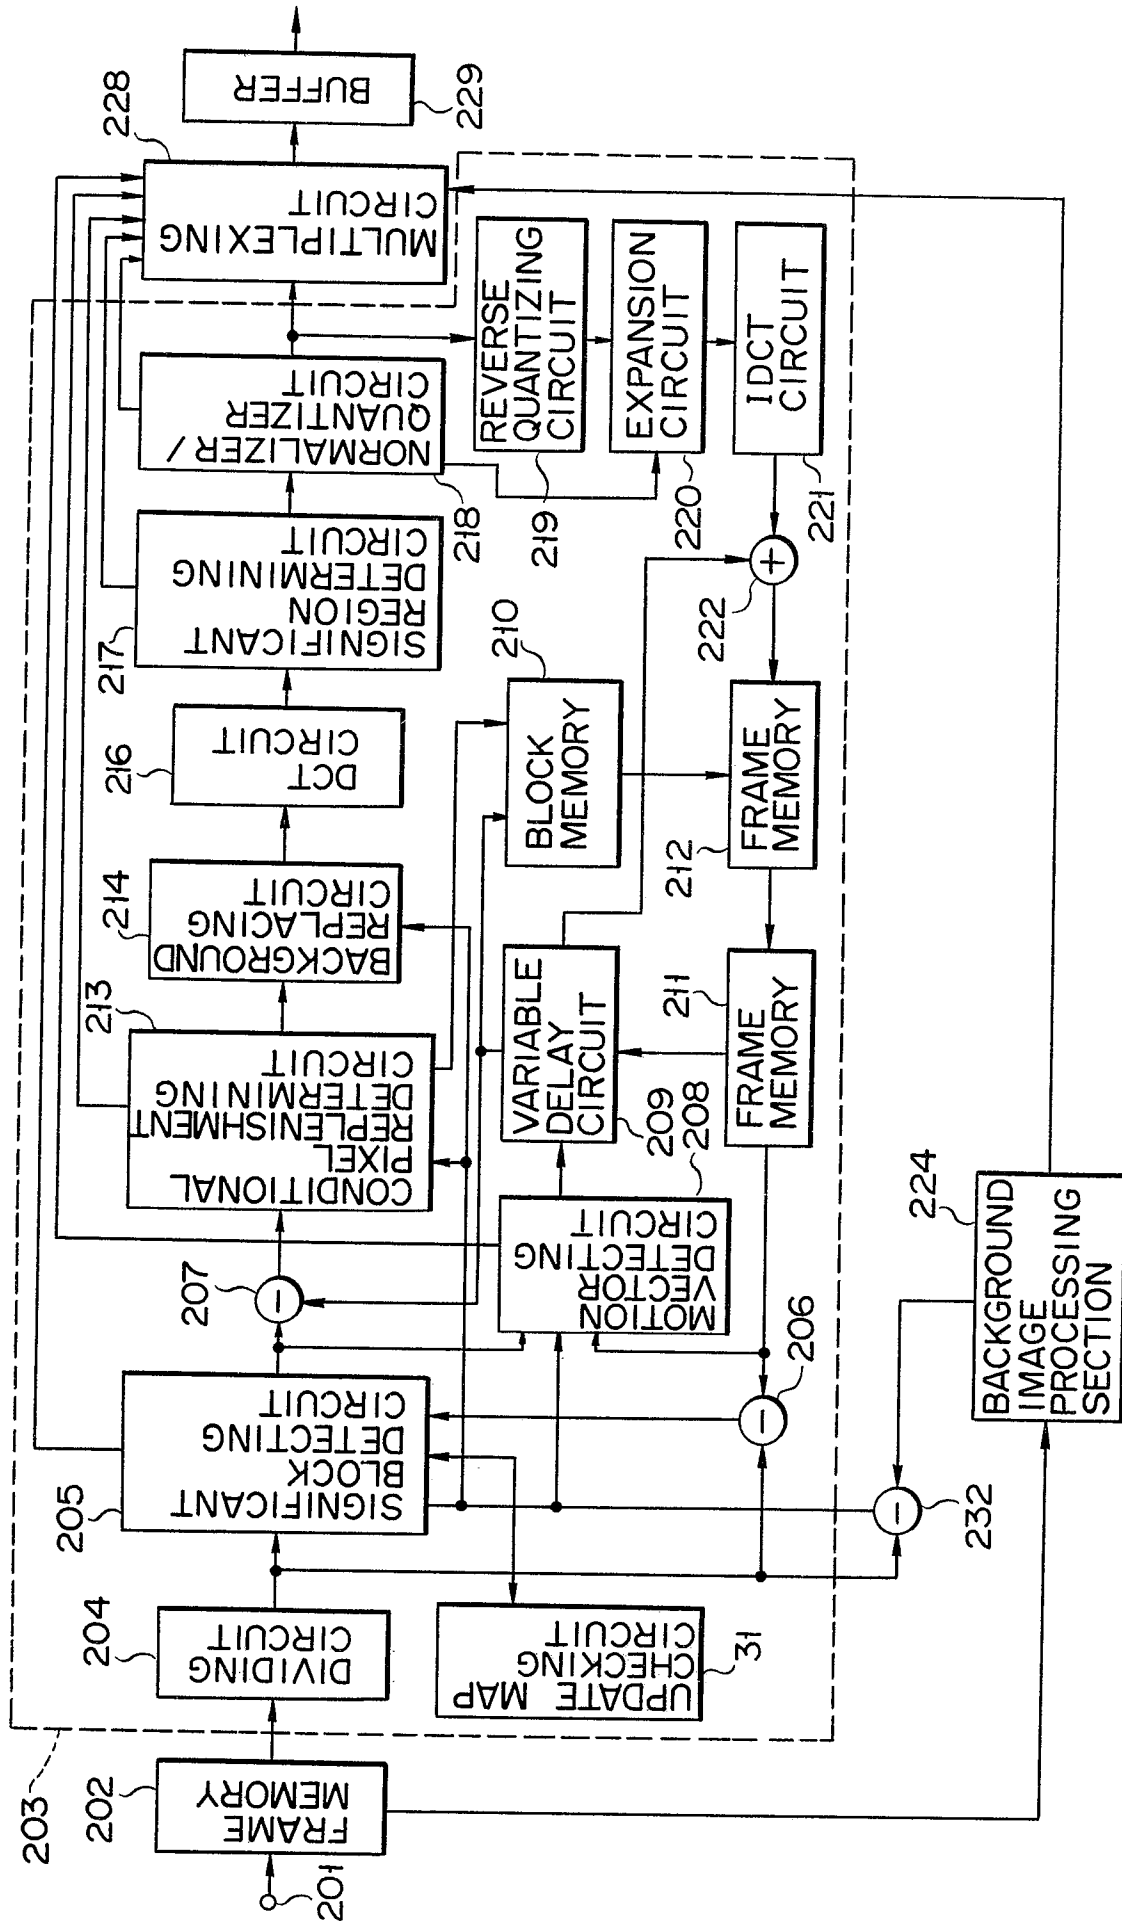 201
FRAME
MEMORY
202
203
DIVIDING
CIRCUIT
204
SIGNIFICANT
BLOCK
DETECTING
CIRCUIT
205
UPDATE MAP
CHECKING
CIRCUIT
31
207
206
232
CONDITIONAL
PIXEL
REPLENISHMENT
DETERMINING
CIRCUIT
213
BACKGROUND
REPLACING
CIRCUIT
214
DCT
CIRCUIT
216
SIGNIFICANT
REGION
DETERMINING
CIRCUIT
217
NORMALIZER/
QUANTIZER
CIRCUIT
218
MULTIPLEXING
CIRCUIT
228
BUFFER
229
MOTION
VECTOR
DETECTING
CIRCUIT
208
VARIABLE
DELAY
CIRCUIT
209
BLOCK
MEMORY
210
REVERSE
QUANTIZING
CIRCUIT
219
EXPANSION
CIRCUIT
220
IDCT
CIRCUIT
221
+
222
FRAME
MEMORY
212
FRAME
MEMORY
211
BACKGROUND
IMAGE
PROCESSING
SECTION
224